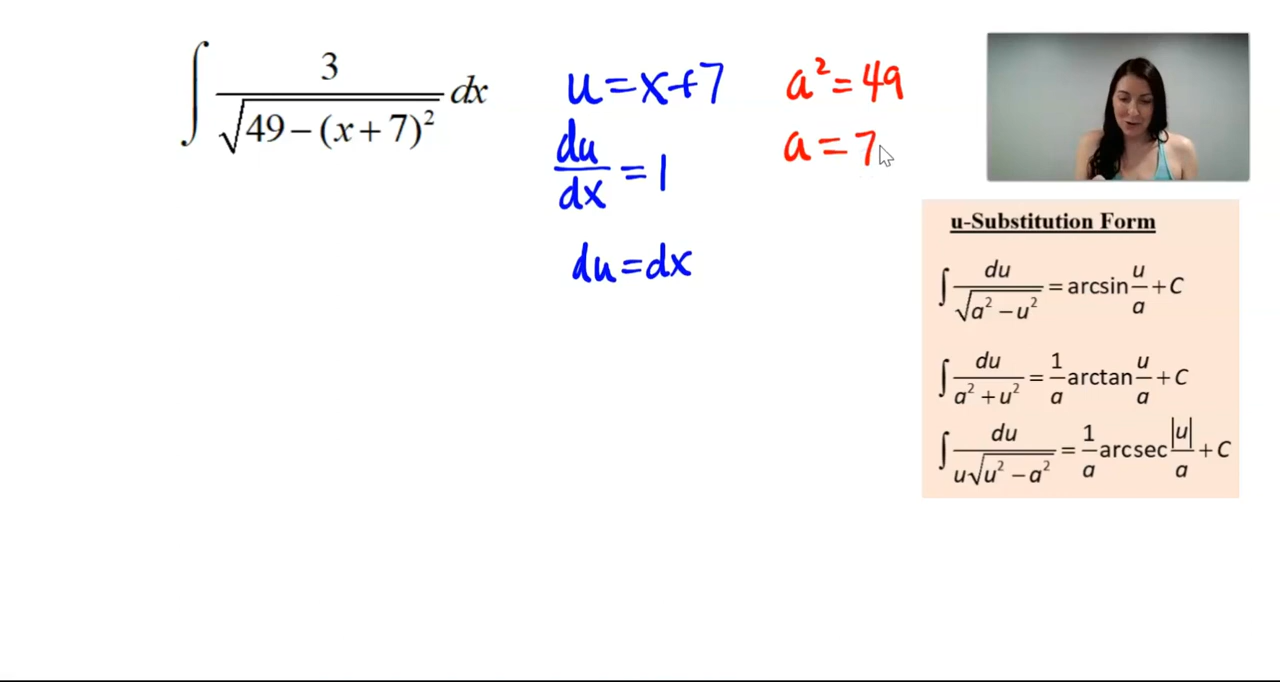 ∫ 3/√(49−(x+7)²) dx
u=x+7
du/dx = 1
du=dx
a²=49
a=7
u-Substitution Form
∫ du/√(a²−u²) = arcsin u/a + C
∫ du/(a²+u²) = 1/a arctan u/a + C
∫ du/(u√(u²−a²)) = 1/a arcsec |u|/a + C